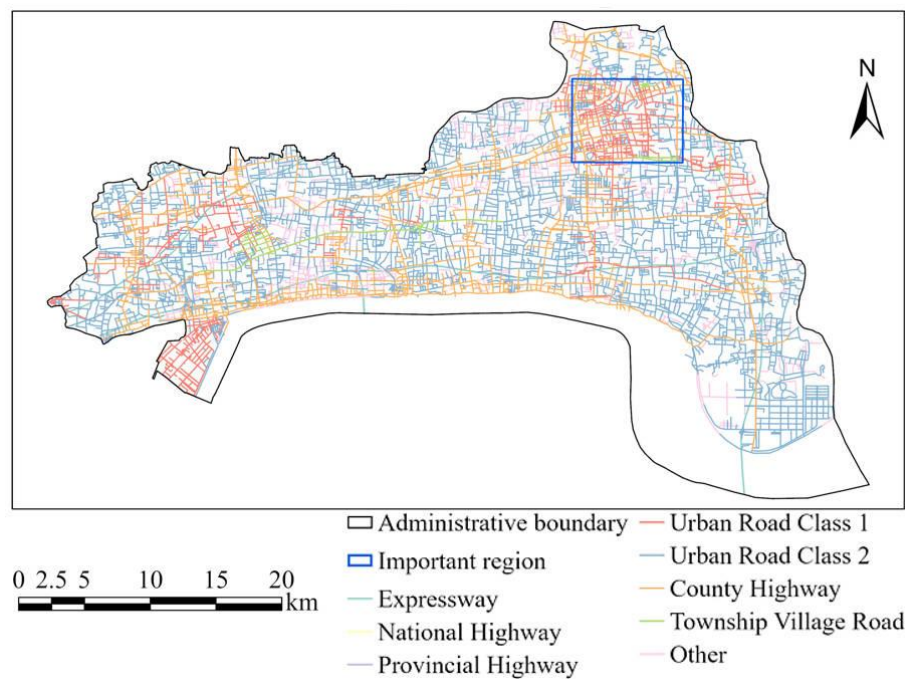 N
Administrative boundary
Important region
Expressway
National Highway
Provincial Highway
Urban Road Class 1
Urban Road Class 2
County Highway
Township Village Road
Other
0 2.5 5 10 15 20
km